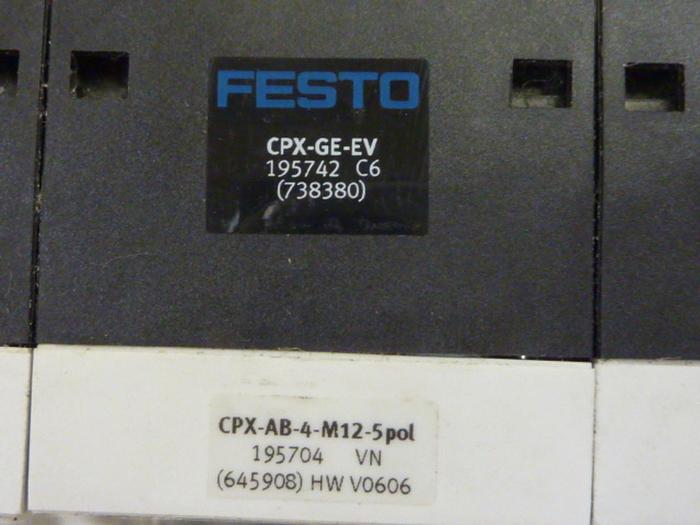 FESTO
CPX-GE-EV
195742 C6
(738380)
CPX-AB-4-M12-5pol
195704 VN
(645908) HW V0606